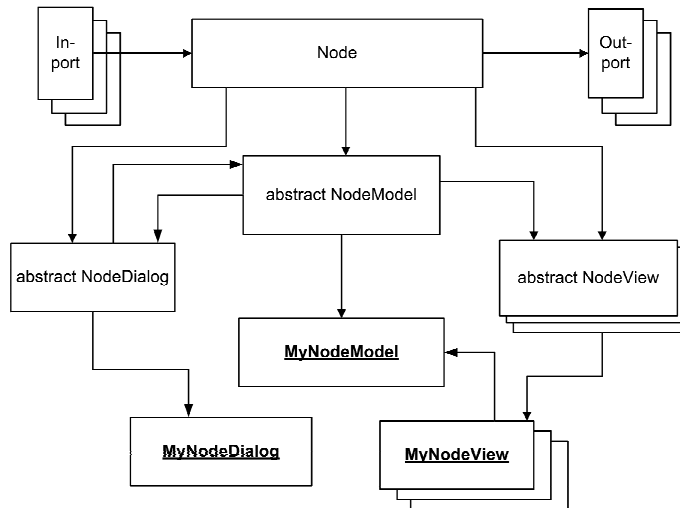 In-
port
Node
Out-
port
abstract NodeModel
abstract NodeDialog
abstract NodeView
MyNodeModel
MyNodeDialog
MyNodeView